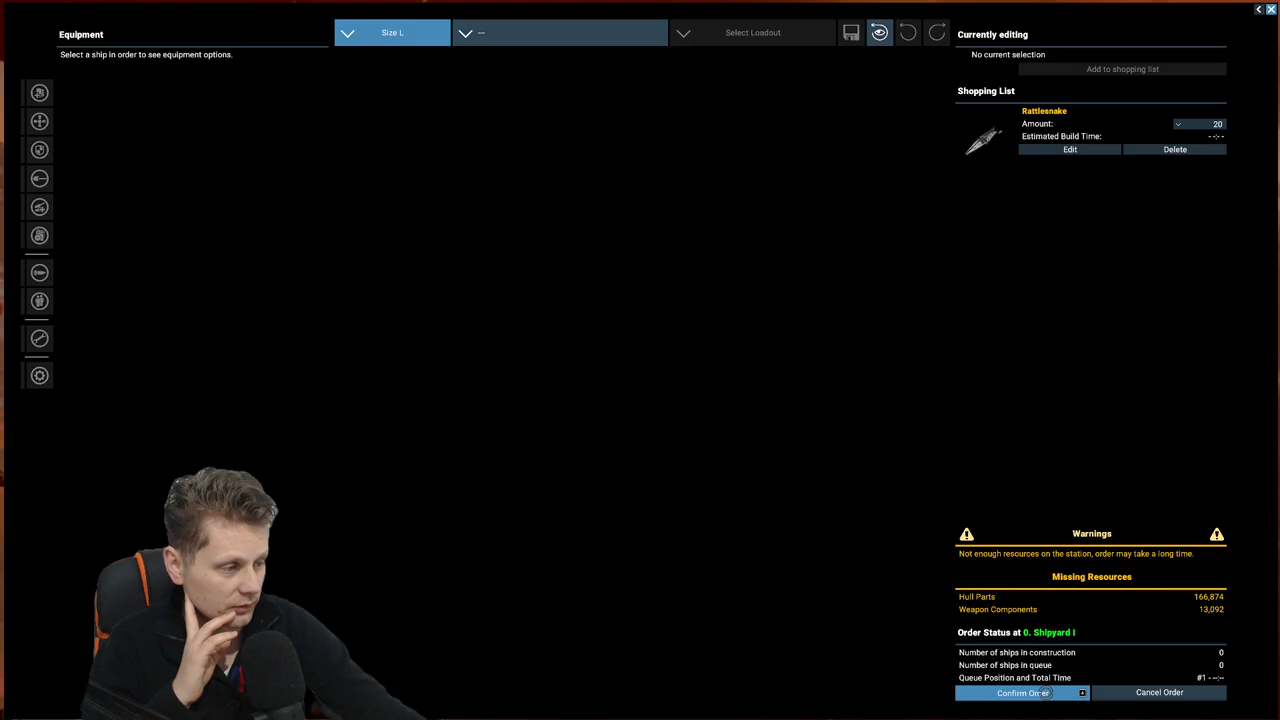 Equipment
Select a ship in order to see equipment options.
Size L
---
Select Loadout
Currently editing
No current selection
Add to shopping list
Shopping List
Rattlesnake
Amount: 20
Estimated Build Time: --:--
Edit Delete
Warnings
Not enough resources on the station, order may take a long time.
Missing Resources
Hull Parts 166,874
Weapon Components 13,092
Order Status at 0. Shipyard I
Number of ships in construction 0
Number of ships in queue 0
Queue Position and Total Time #1 - --:--
Confirm Order Cancel Order